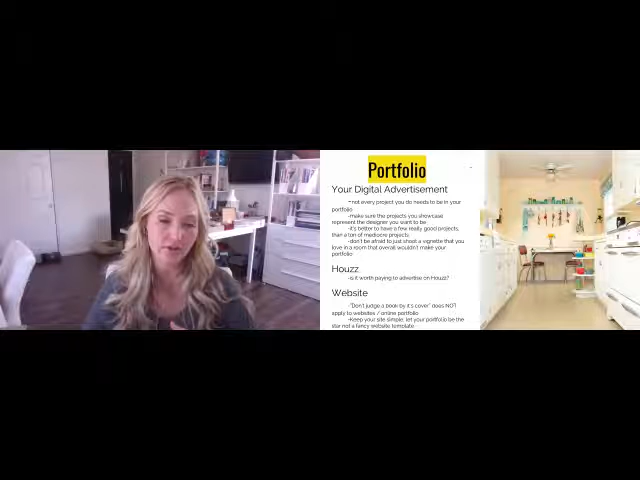 Portfolio
Your Digital Advertisement
-not every project you do needs to be in your
portfolio
-make sure the projects you showcase
represent the designer you want to be
-it's better to have a few really good projects,
than a ton of mediocre projects
-don't be afraid to just shoot a vignette that you
love in a room that overall wouldn't make your
portfolio
Houzz
-is it worth paying to advertise on Houzz?
Website
-"Don't judge a book by it's cover" does NOT
apply to websites / online portfolio
-Keep your site simple, let your portfolio be the
star not a fancy website template